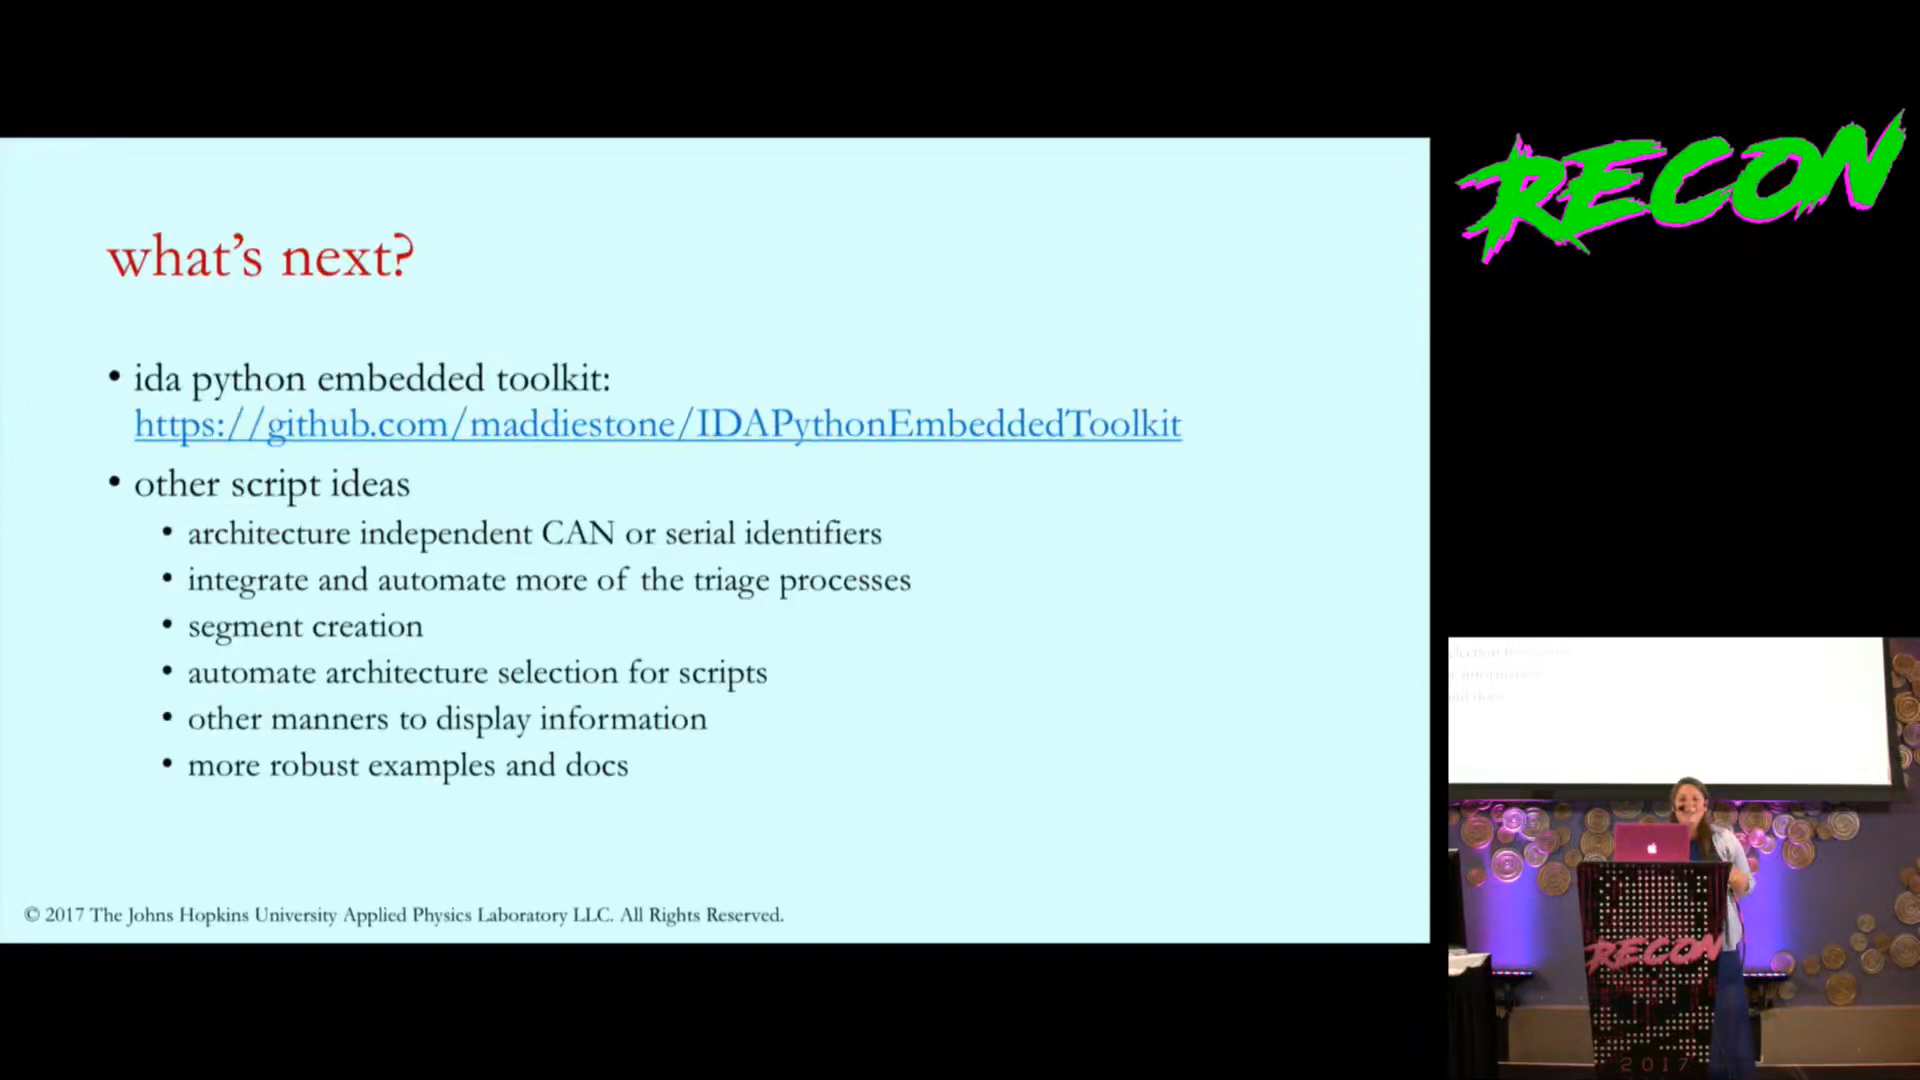 RECON
what's next?
• ida python embedded toolkit:
https://github.com/maddiestone/IDAPythonEmbeddedToolkit
• other script ideas
• architecture independent CAN or serial identifiers
• integrate and automate more of the triage processes
• segment creation
• automate architecture selection for scripts
• other manners to display information
• more robust examples and docs
© 2017 The Johns Hopkins University Applied Physics Laboratory LLC. All Rights Reserved.
RECON
2017